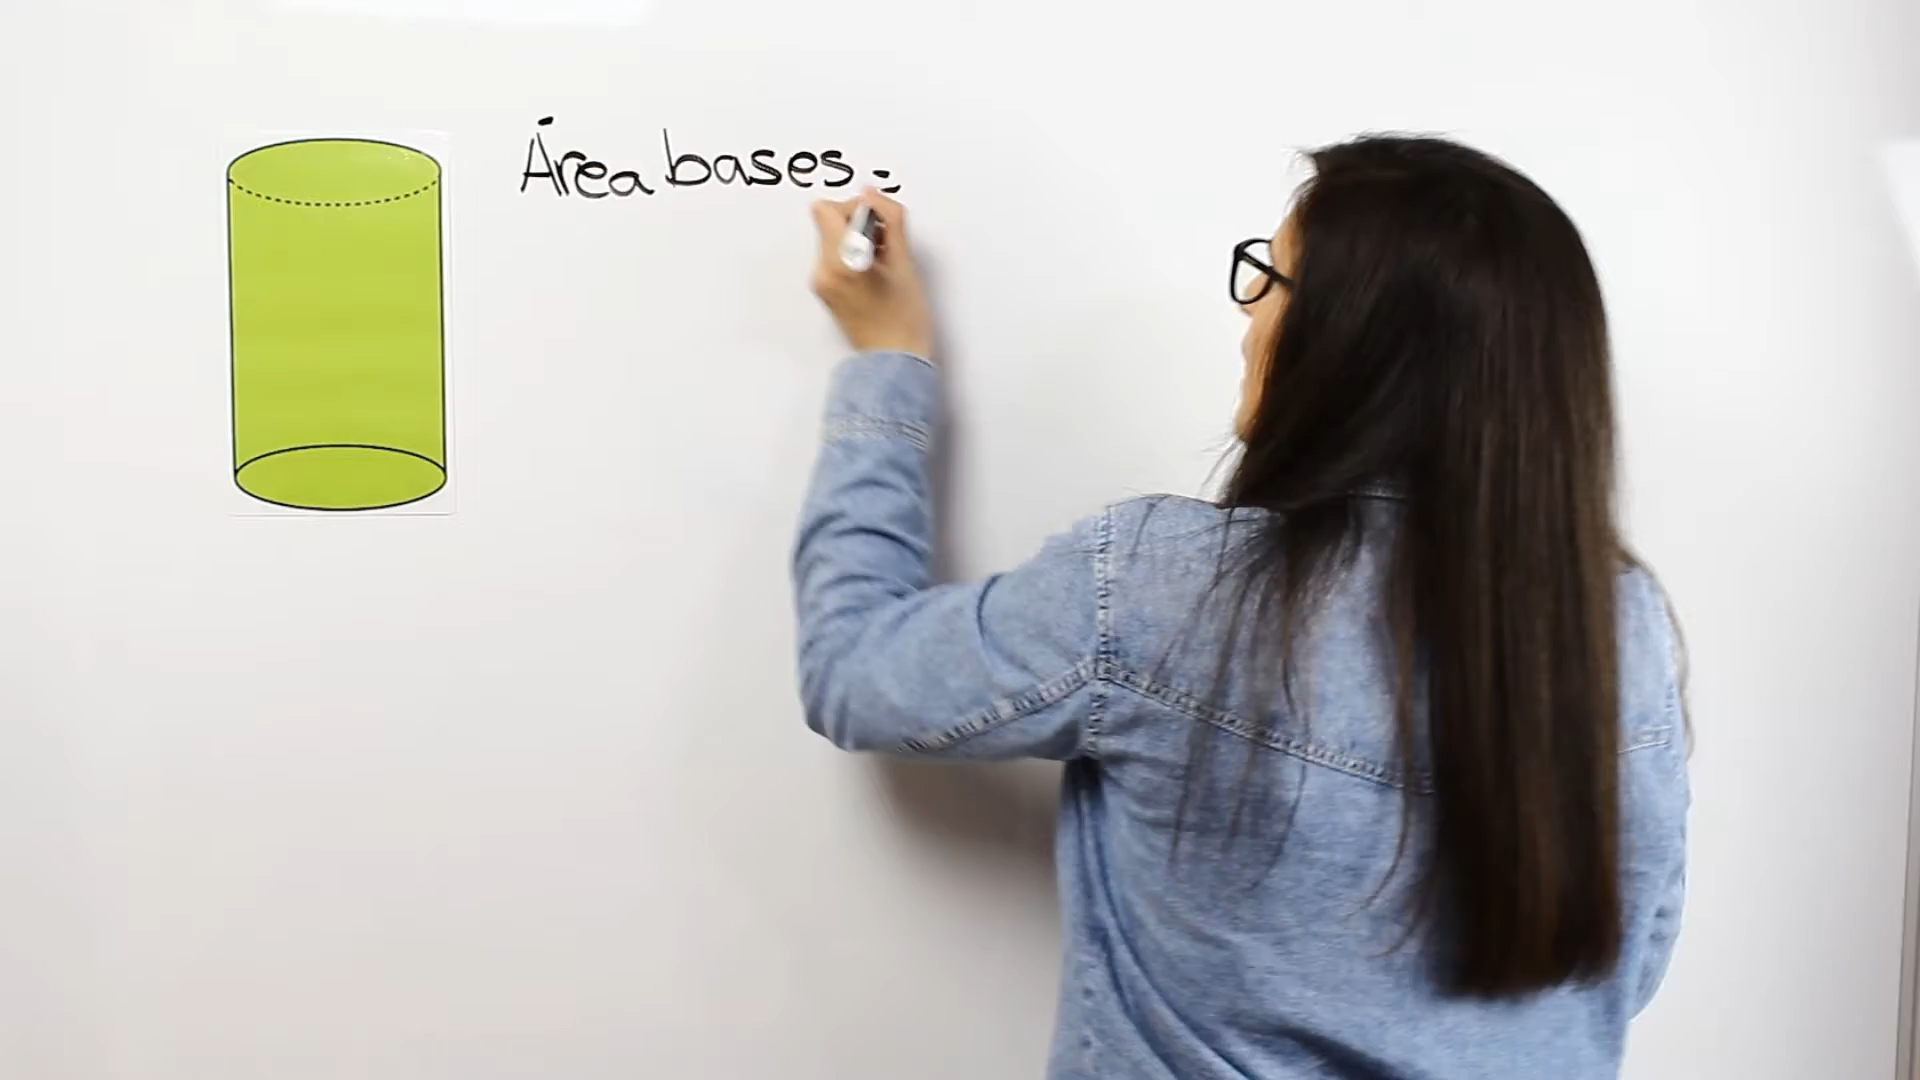 Área bases =